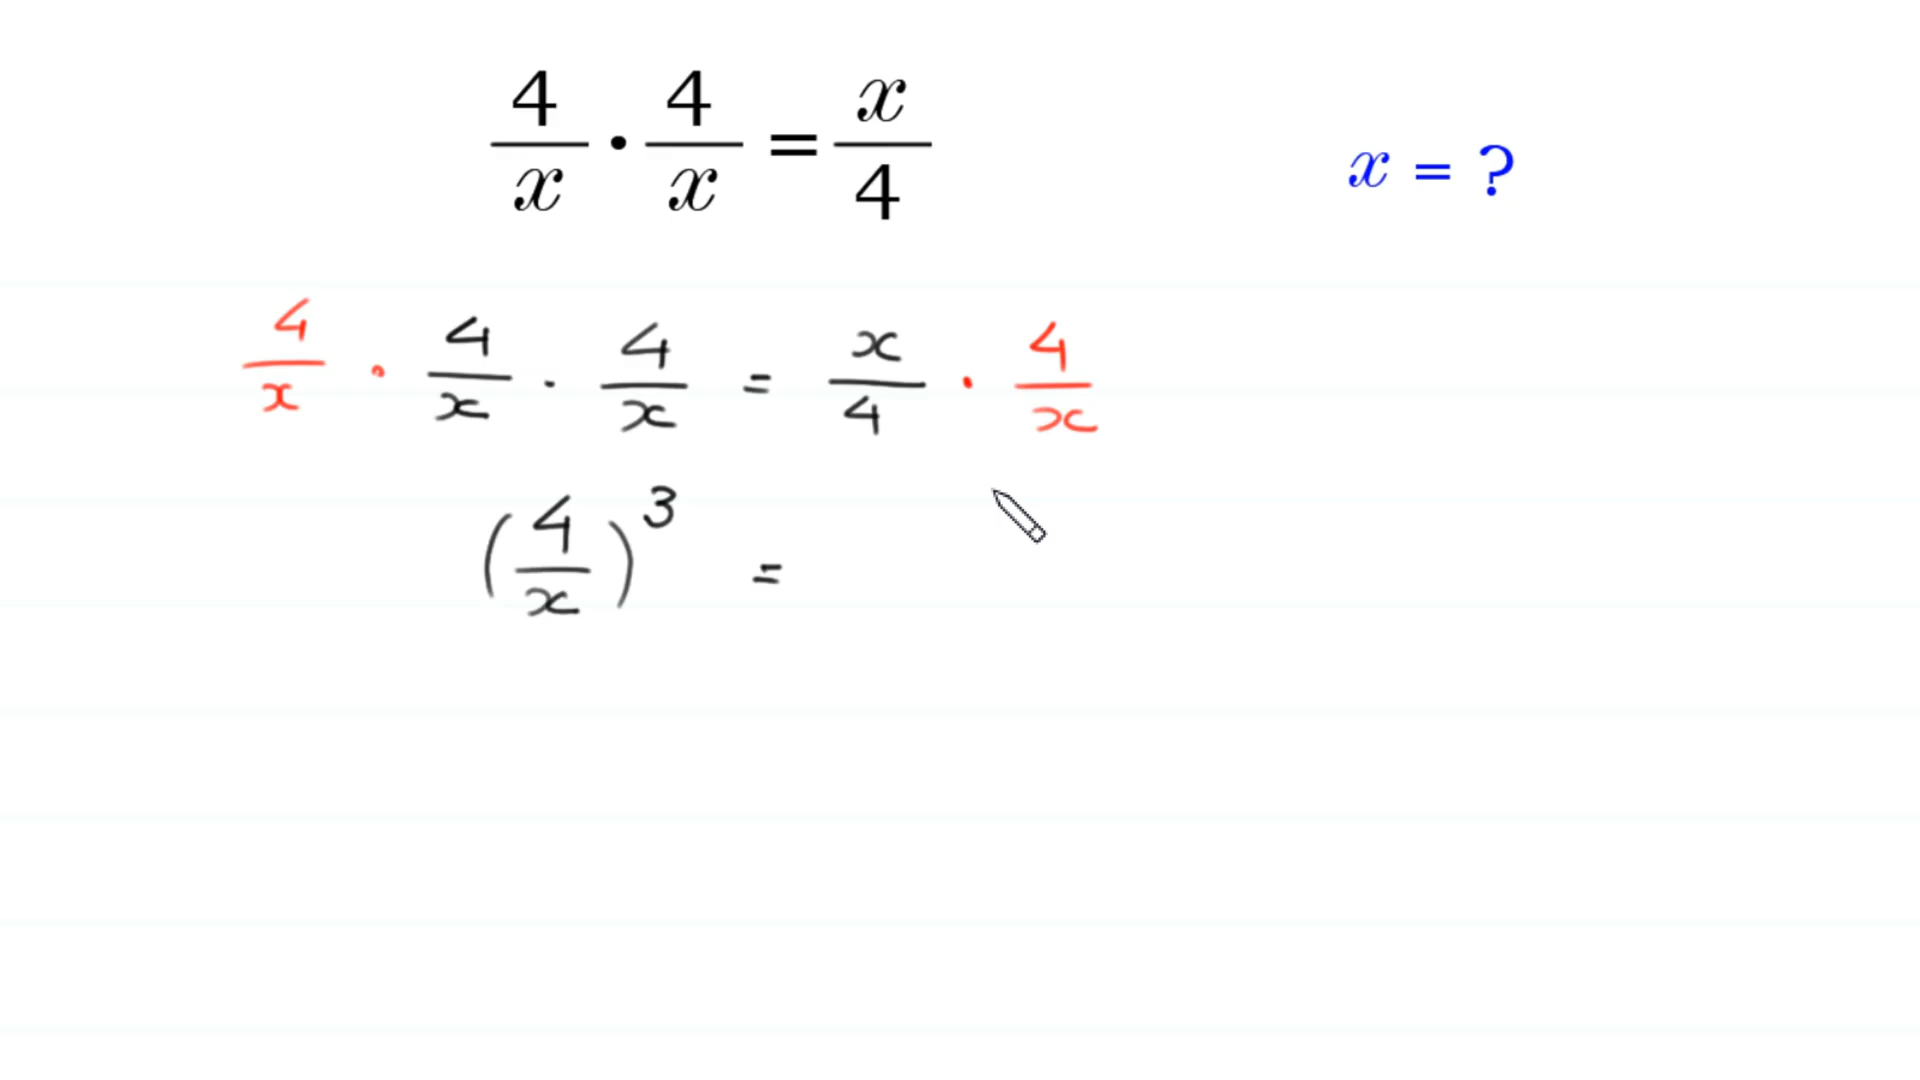 4/x · 4/x = x/4
x = ?
4/x · 4/x · 4/x = x/4 · 4/x
(4/x)³ =